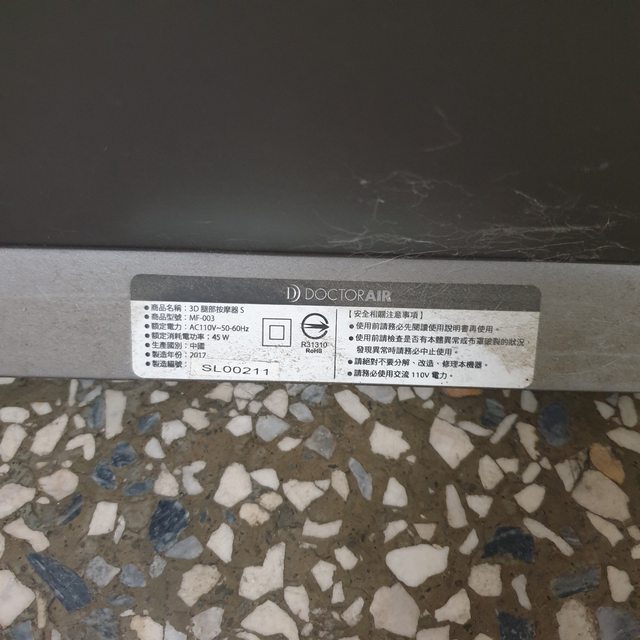 DOCTORAIR
商品名稱：3D 腿部按摩器 S
商品型號：MF-003
額定電力：AC110V~50-60Hz
額定消耗電功率：45 W
製造國別：中國
製造年份：2017
製造編號：
SL00211
R31310
RoHS
【安全相關注意事項】
●使用前請務必先閱讀使用說明書再使用。
●使用前請檢查是否有本體異常或布罩破裂的狀況
發現異常時請務必中止使用。
●請絕對不要分解、改造、修理本機器。
●請務必使用交流 110V 電力。